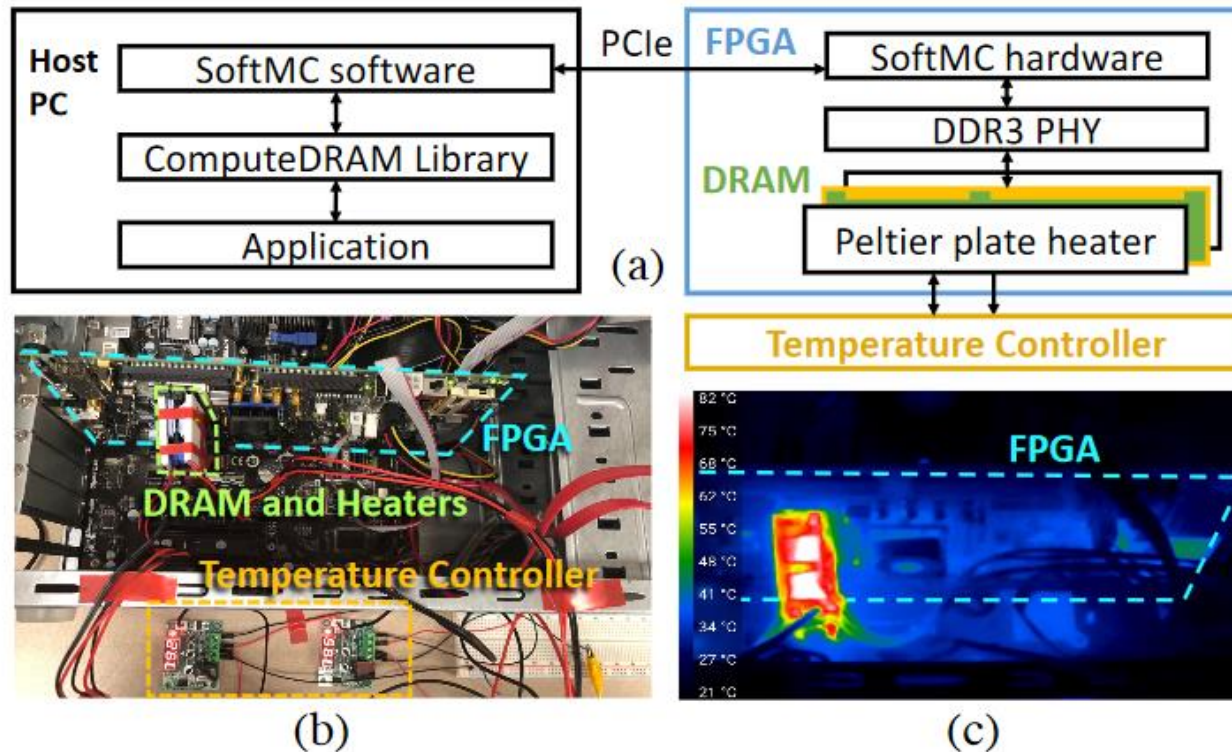 Host
PC
SoftMC software
ComputeDRAM Library
Application
PCIe
FPGA
SoftMC hardware
DDR3 PHY
DRAM
Peltier plate heater
(a)
Temperature Controller
FPGA
DRAM and Heaters
Temperature Controller
(b)
82 °C
75 °C
68 °C
62 °C
55 °C
48 °C
41 °C
34 °C
27 °C
21 °C
FPGA
(c)